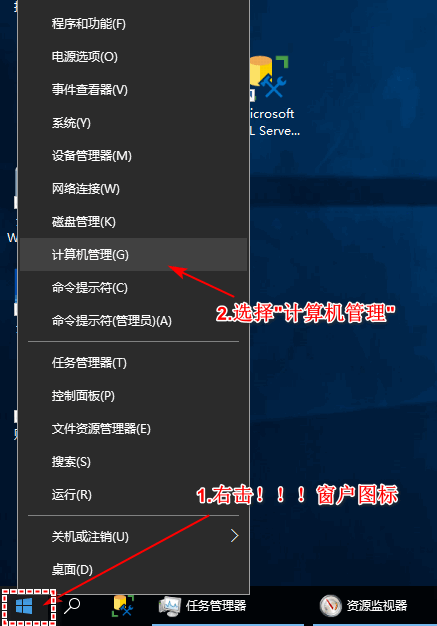 程序和功能(F)
电源选项(O)
事件查看器(V)
系统(Y)
设备管理器(M)
网络连接(W)
磁盘管理(K)
计算机管理(G)
命令提示符(C)
命令提示符(管理员)(A)
任务管理器(T)
控制面板(P)
文件资源管理器(E)
搜索(S)
运行(R)
关机或注销(U)
桌面(D)
icrosoft
L Serve...
W
2.选择"计算机管理"
1.右击！！！窗户图标
任务管理器
N
资源监视器